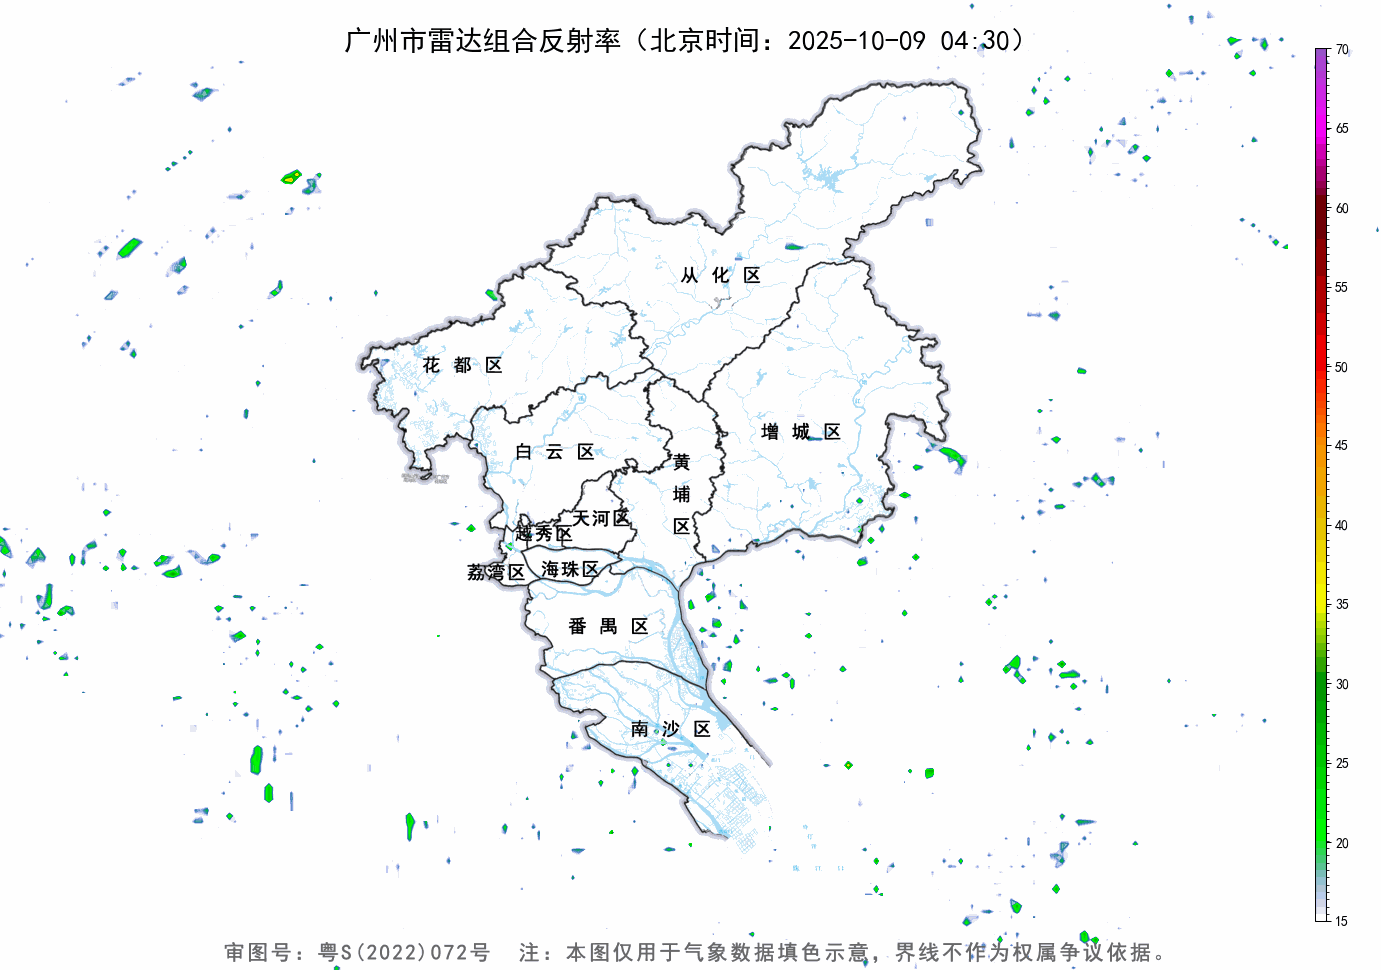 广州市雷达组合反射率（北京时间：2025-10-09 04:30）
70
65
60
55
50
45
40
35
30
25
20
15
从化区
花都区
增城区
白云区
黄埔区
天河区
越秀区
荔湾区
海珠区
番禺区
南沙区
审图号：粤S(2022)072号 注：本图仅用于气象数据填色示意，界线不作为权属争议依据。